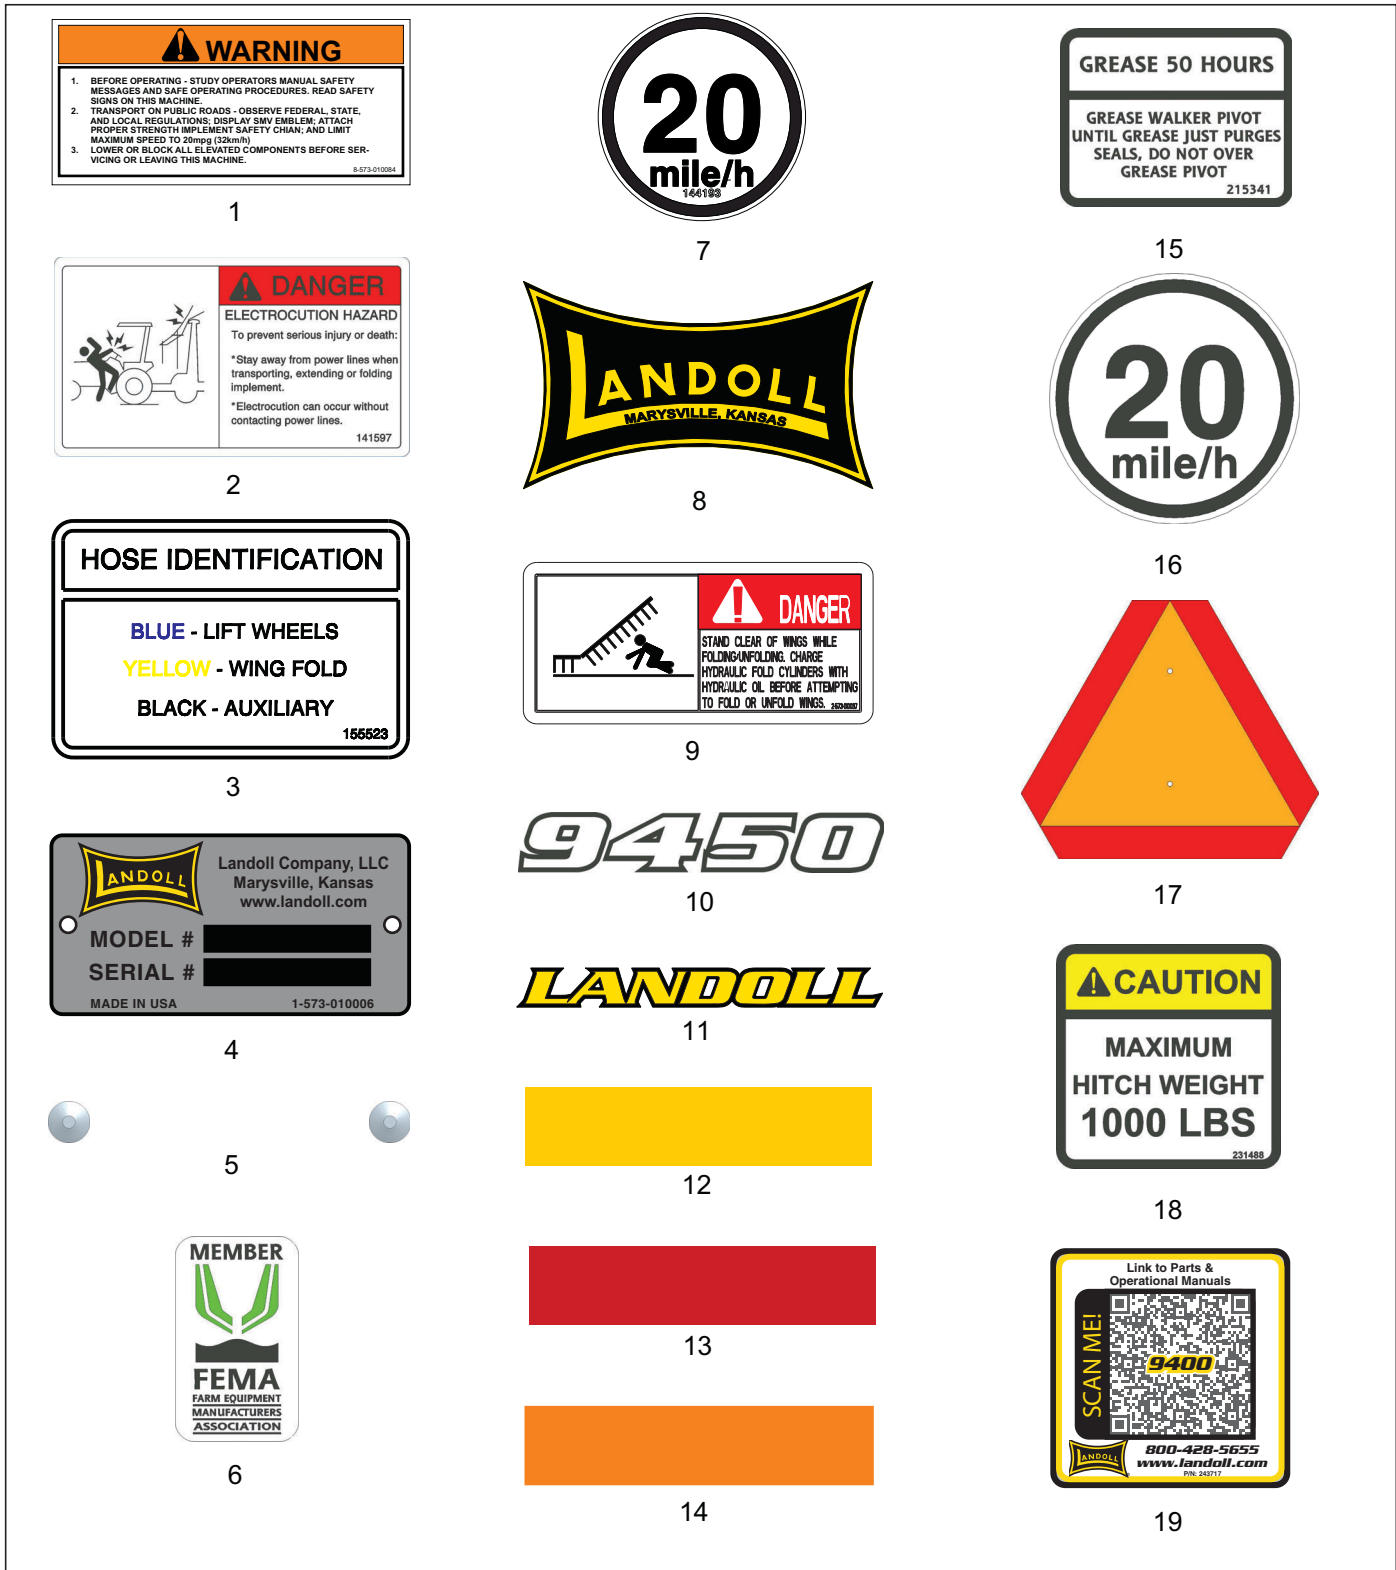 WARNING
1. BEFORE OPERATING - STUDY OPERATORS MANUAL SAFETY
MESSAGES AND SAFE OPERATING PROCEDURES. READ SAFETY
SIGNS ON THIS MACHINE.
2. TRANSPORT ON PUBLIC ROADS - OBSERVE FEDERAL, STATE,
AND LOCAL REGULATIONS; DISPLAY SMV EMBLEM; ATTACH
PROPER STRENGTH IMPLEMENT SAFETY CHIAN; AND LIMIT
MAXIMUM SPEED TO 20mpg (32km/h)
3. LOWER OR BLOCK ALL ELEVATED COMPONENTS BEFORE SER-
VICING OR LEAVING THIS MACHINE.
8-573-010084
1
DANGER
ELECTROCUTION HAZARD
To prevent serious injury or death:
*Stay away from power lines when
transporting, extending or folding
implement.
*Electrocution can occur without
contacting power lines.
141597
2
HOSE IDENTIFICATION
BLUE - LIFT WHEELS
YELLOW - WING FOLD
BLACK - AUXILIARY
155523
3
LANDOLL
Landoll Company, LLC
Marysville, Kansas
www.landoll.com
MODEL #
SERIAL #
MADE IN USA 1-573-010006
4
5
MEMBER
FEMA
FARM EQUIPMENT
MANUFACTURERS
ASSOCIATION
6
20
mile/h
144193
7
LANDOLL
MARYSVILLE, KANSAS
8
DANGER
STAND CLEAR OF WINGS WHILE
FOLDING/UNFOLDING. CHARGE
HYDRAULIC FOLD CYLINDERS WITH
HYDRAULIC OIL BEFORE ATTEMPTING
TO FOLD OR UNFOLD WINGS.
9
9450
10
LANDOLL
11
12
13
14
GREASE 50 HOURS
GREASE WALKER PIVOT
UNTIL GREASE JUST PURGES
SEALS, DO NOT OVER
GREASE PIVOT
215341
15
20
mile/h
16
17
CAUTION
MAXIMUM
HITCH WEIGHT
1000 LBS
231488
18
Link to Parts &
Operational Manuals
SCAN ME!
9400
LANDOLL
800-428-5655
www.landoll.com
P/N: 243717
19